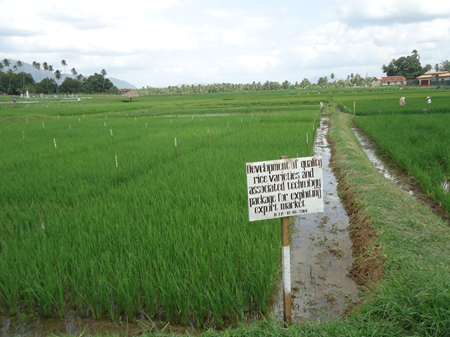 Development of quality
rice varieties and
associated technology
package for exploiting
export market